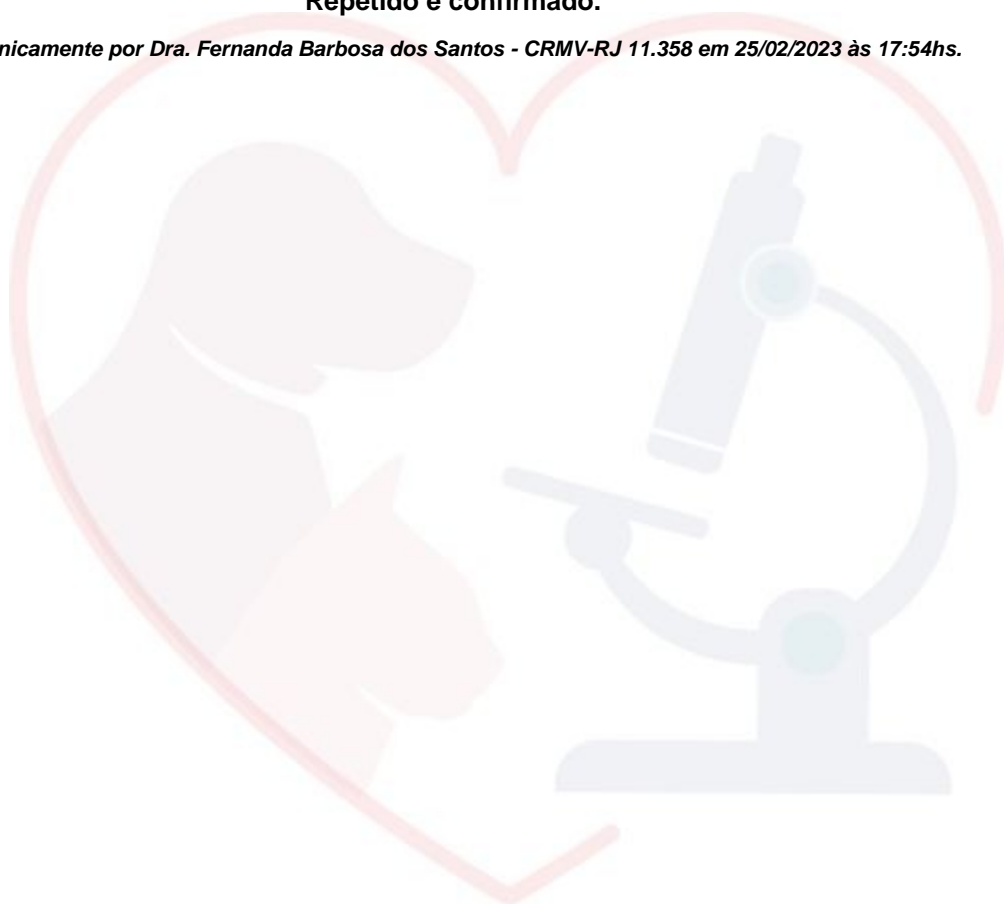 Repetido e confirmado.
nicamente por Dra. Fernanda Barbosa dos Santos - CRMV-RJ 11.358 em 25/02/2023 às 17:54hs.